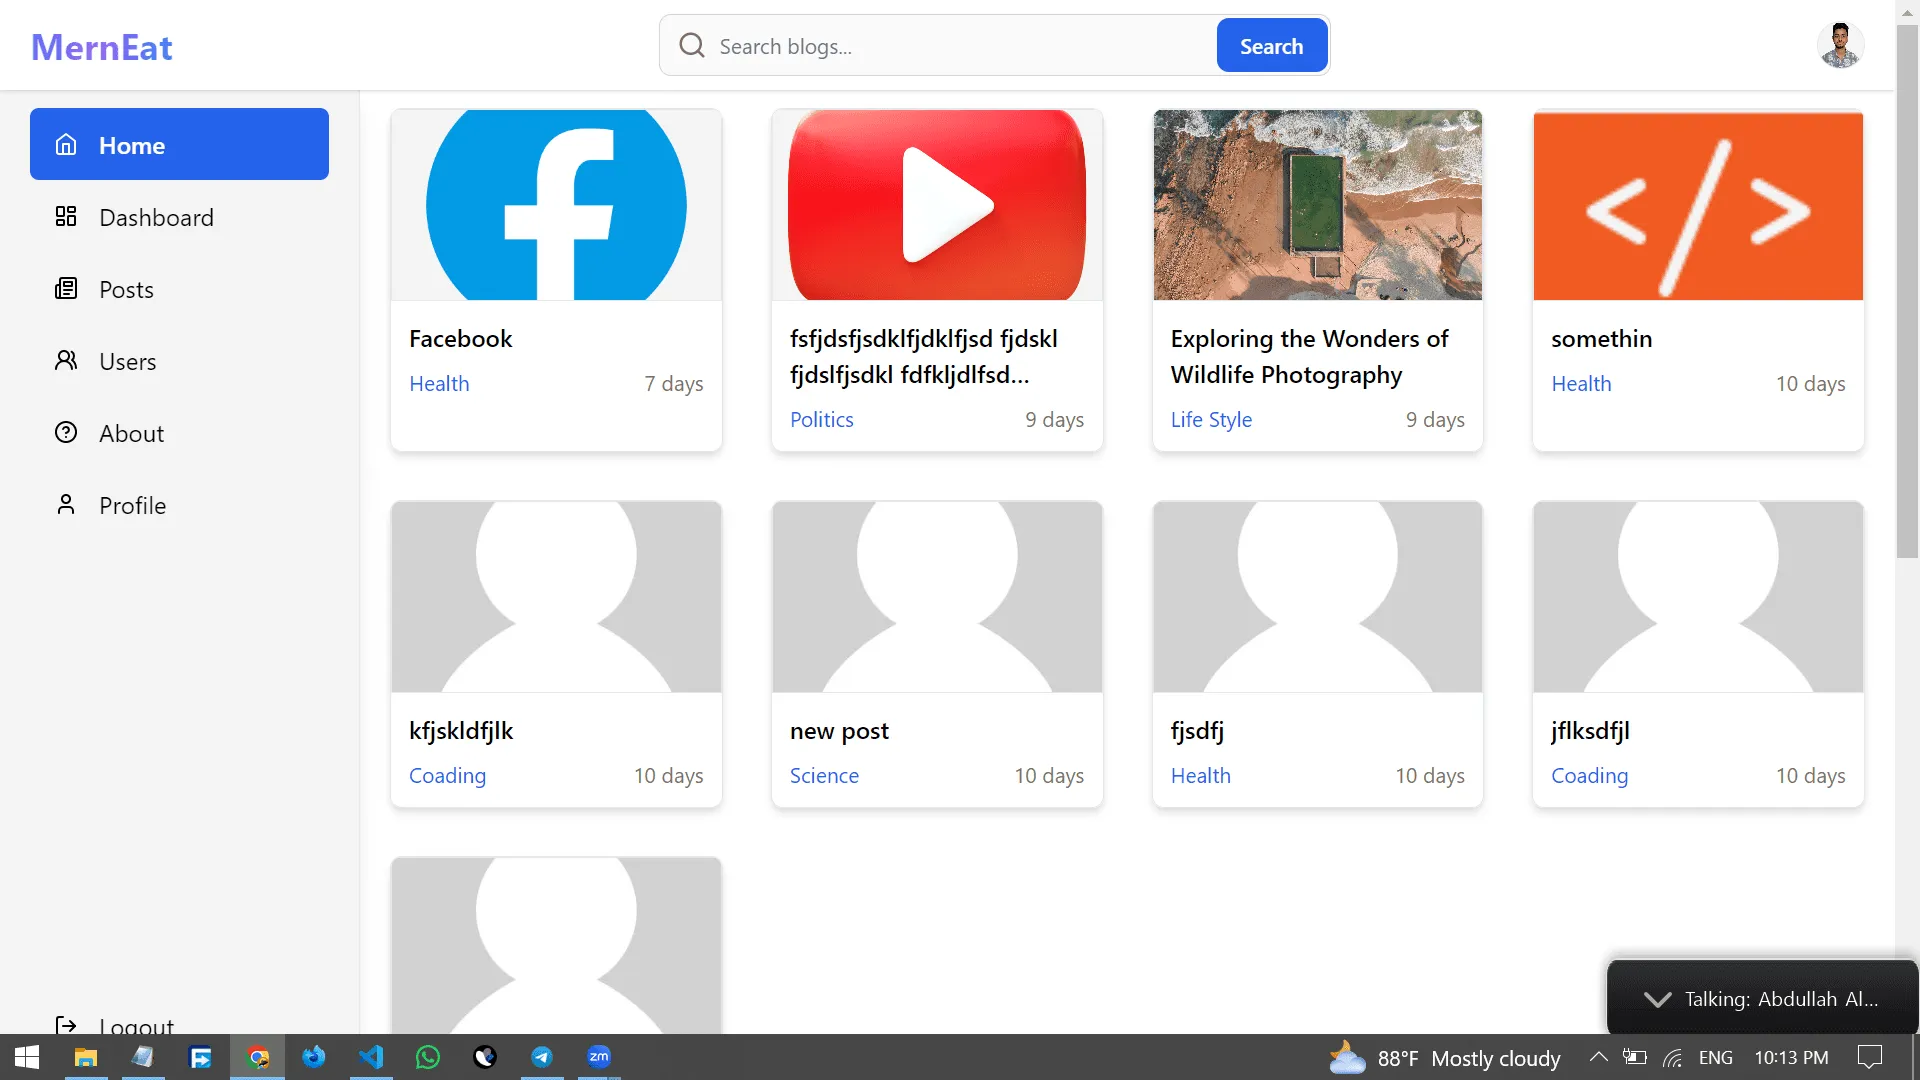 MernEat
Search blogs...
Search
Home
Dashboard
Posts
Users
About
Profile
Logout
Facebook
Health
7 days
fsfjdsfjsdklfjdklfjsd fjdskl
fjdslfjsdkl fdfkljdlfsd...
Politics
9 days
Exploring the Wonders of
Wildlife Photography
Life Style
9 days
somethin
Health
10 days
kfjskldfjlk
Coading
10 days
new post
Science
10 days
fjsdfj
Health
10 days
jflksdfjl
Coading
10 days
Talking: Abdullah Al...
zm
88°F Mostly cloudy
ENG
10:13 PM